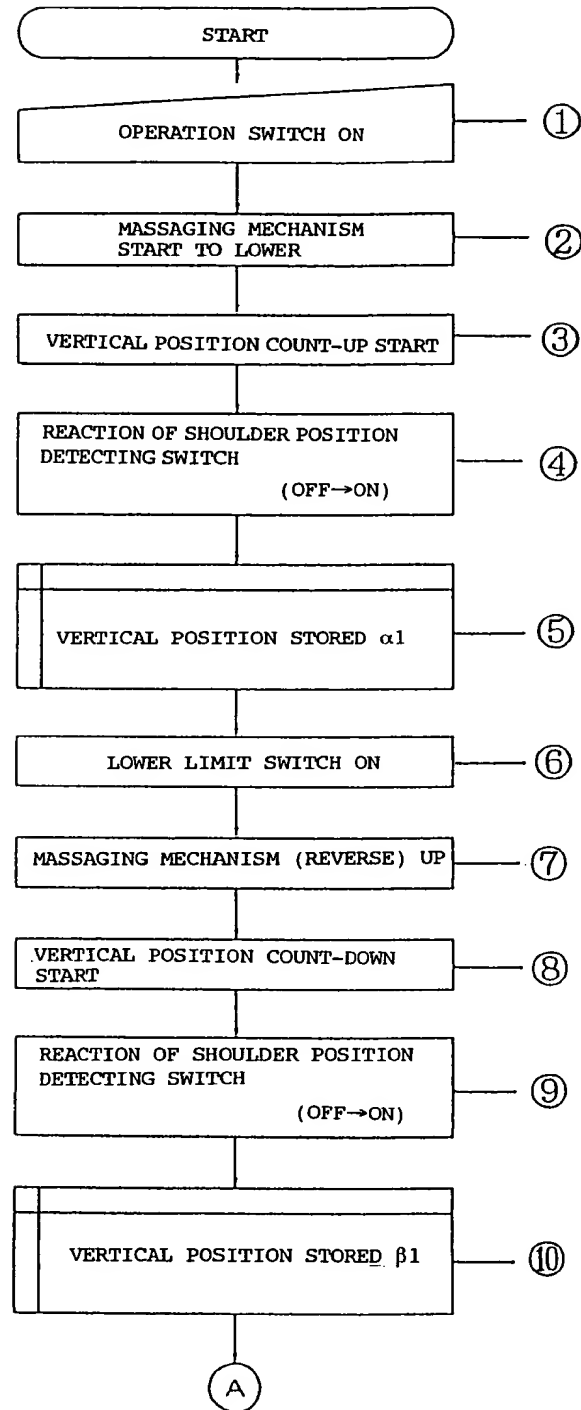 START
OPERATION SWITCH ON
①
MASSAGING MECHANISM
START TO LOWER
②
VERTICAL POSITION COUNT-UP START
③
REACTION OF SHOULDER POSITION
DETECTING SWITCH
(OFF→ON)
④
VERTICAL POSITION STORED α1
⑤
LOWER LIMIT SWITCH ON
⑥
MASSAGING MECHANISM (REVERSE) UP
⑦
VERTICAL POSITION COUNT-DOWN
START
⑧
REACTION OF SHOULDER POSITION
DETECTING SWITCH
(OFF→ON)
⑨
VERTICAL POSITION STORED β1
⑩
A